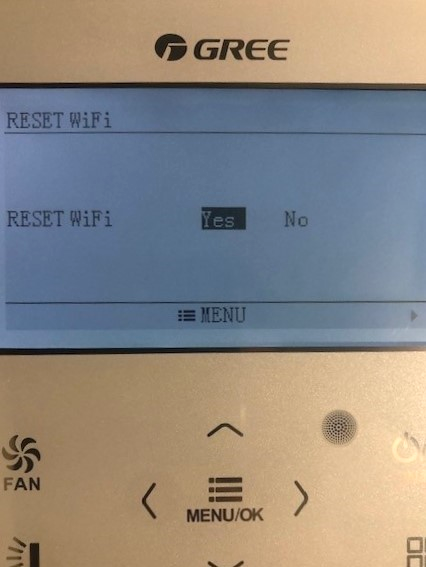 GREE
RESET WiFi
RESET WiFi Yes No
MENU
FAN
MENU/OK